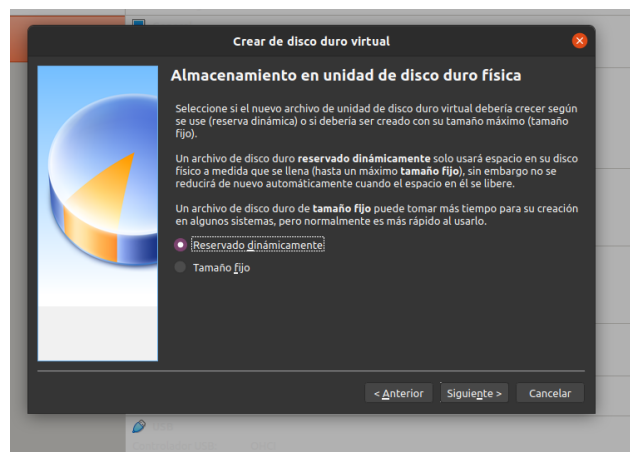 Crear de disco duro virtual
Almacenamiento en unidad de disco duro física
Seleccione si el nuevo archivo de unidad de disco duro virtual debería crecer según
se use (reserva dinámica) o si debería ser creado con su tamaño máximo (tamaño
fijo).
Un archivo de disco duro reservado dinámicamente solo usará espacio en su disco
físico a medida que se llena (hasta un máximo tamaño fijo), sin embargo no se
reducirá de nuevo automáticamente cuando el espacio en él se libere.
Un archivo de disco duro de tamaño fijo puede tomar más tiempo para su creación
en algunos sistemas, pero normalmente es más rápido al usarlo.
Reservado dinámicamente
Tamaño fijo
< Anterior Siguiente > Cancelar
USB